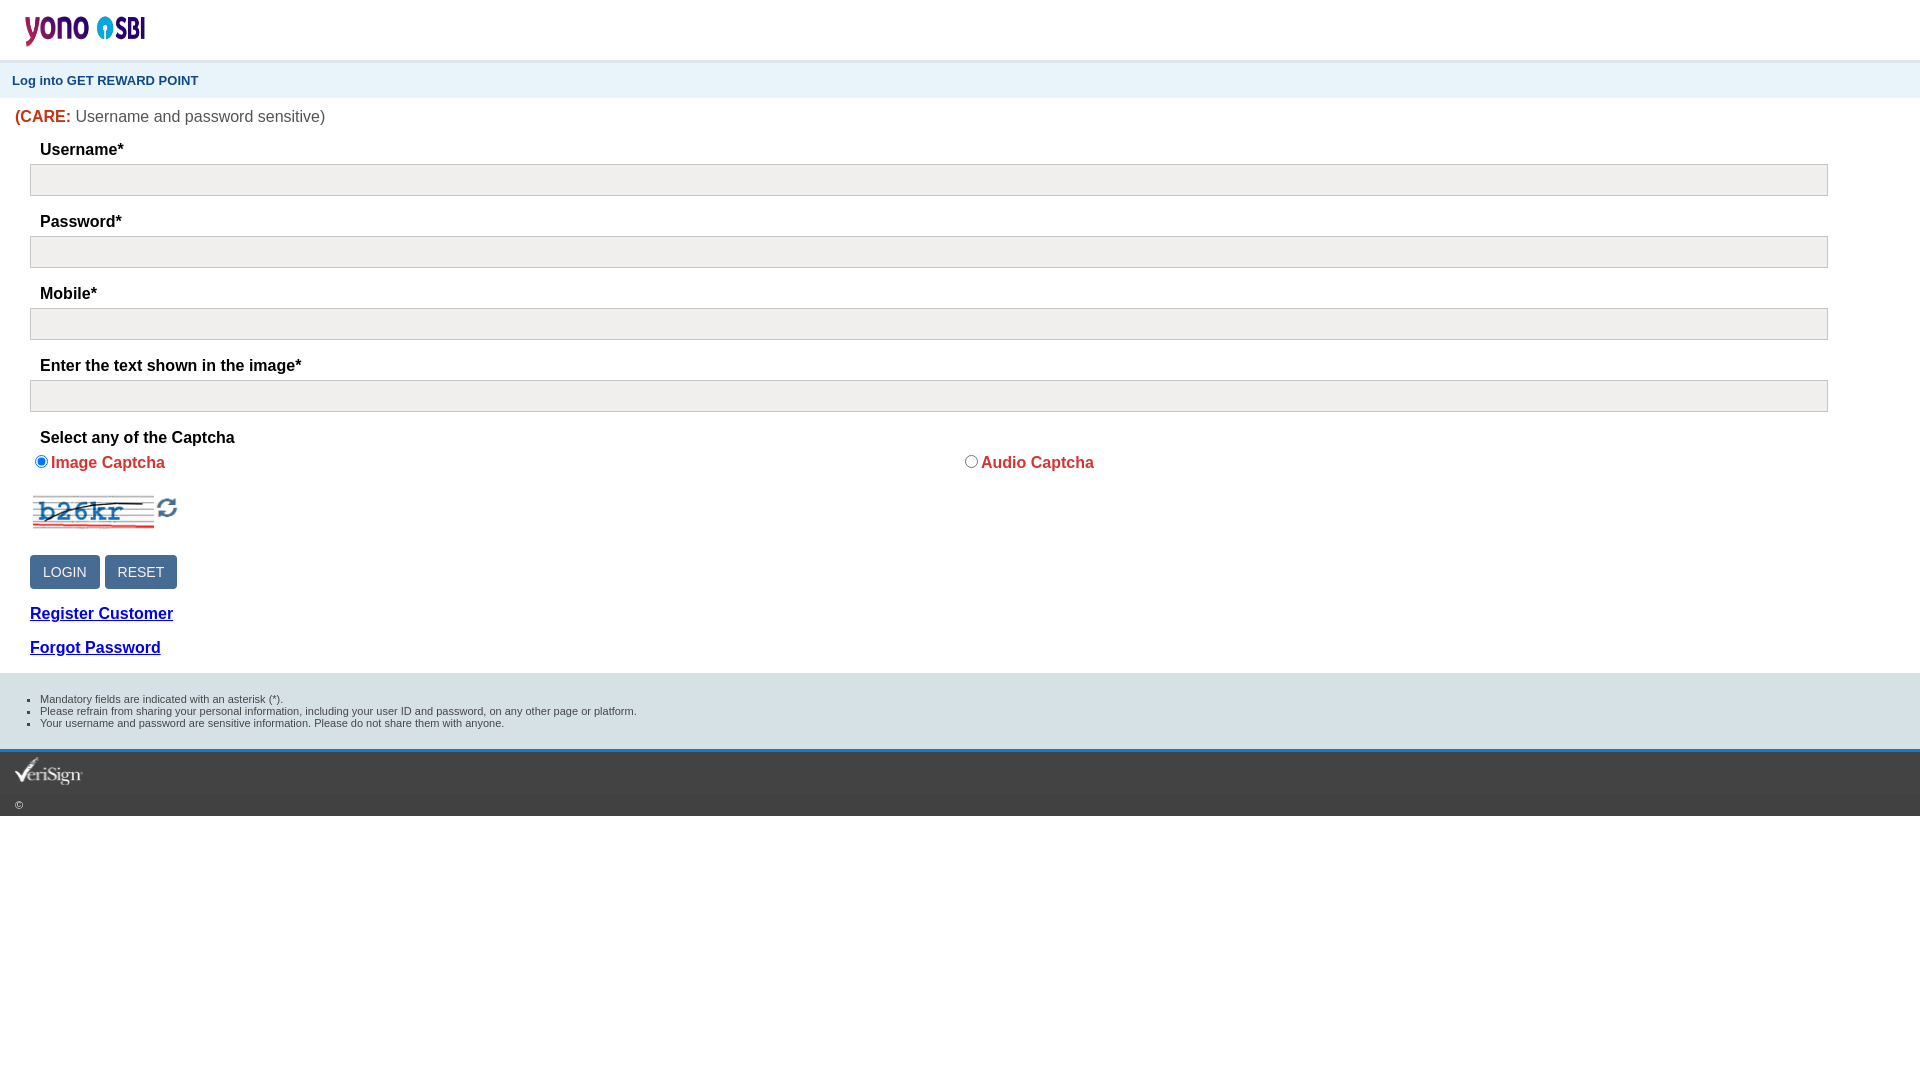 yono SBI
Log into GET REWARD POINT
(CARE: Username and password sensitive)
Username*
Password*
Mobile*
Enter the text shown in the image*
Select any of the Captcha
Image Captcha Audio Captcha
b26kr
LOGIN RESET
Register Customer
Forgot Password
Mandatory fields are indicated with an asterisk (*).
Please refrain from sharing your personal information, including your user ID and password, on any other page or platform.
Your username and password are sensitive information. Please do not share them with anyone.
VeriSign
©